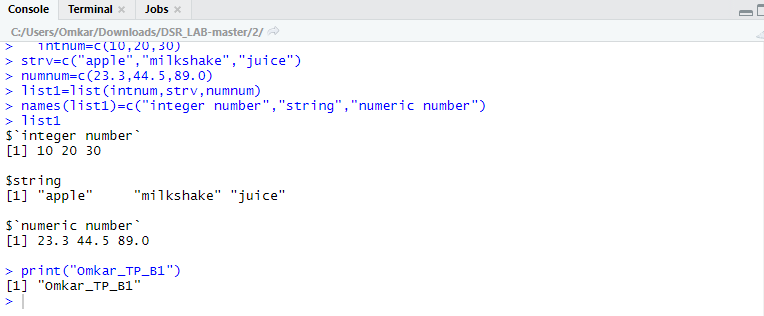 Console Terminal × Jobs ×
C:/Users/Omkar/Downloads/DSR_LAB-master/2/
> intnum=c(10,20,30)
> strv=c("apple","milkshake","juice")
> numnum=c(23.3,44.5,89.0)
> list1=list(intnum,strv,numnum)
> names(list1)=c("integer number","string","numeric number")
> list1
$`integer number`
[1] 10 20 30
$string
[1] "apple"     "milkshake" "juice"
$`numeric number`
[1] 23.3 44.5 89.0
> print("Omkar_TP_B1")
[1] "Omkar_TP_B1"
>